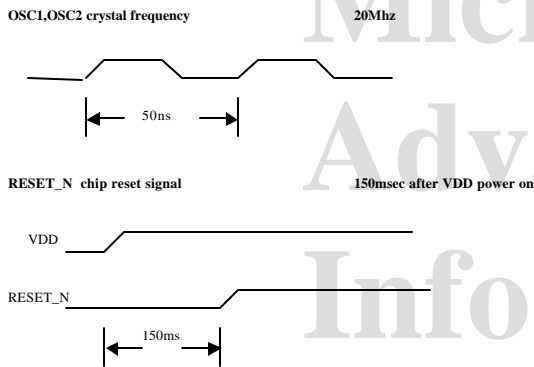 OSC1,OSC2 crystal frequency 20Mhz
50ns
RESET_N chip reset signal 150msec after VDD power on
VDD
RESET_N
150ms
Adv
Info